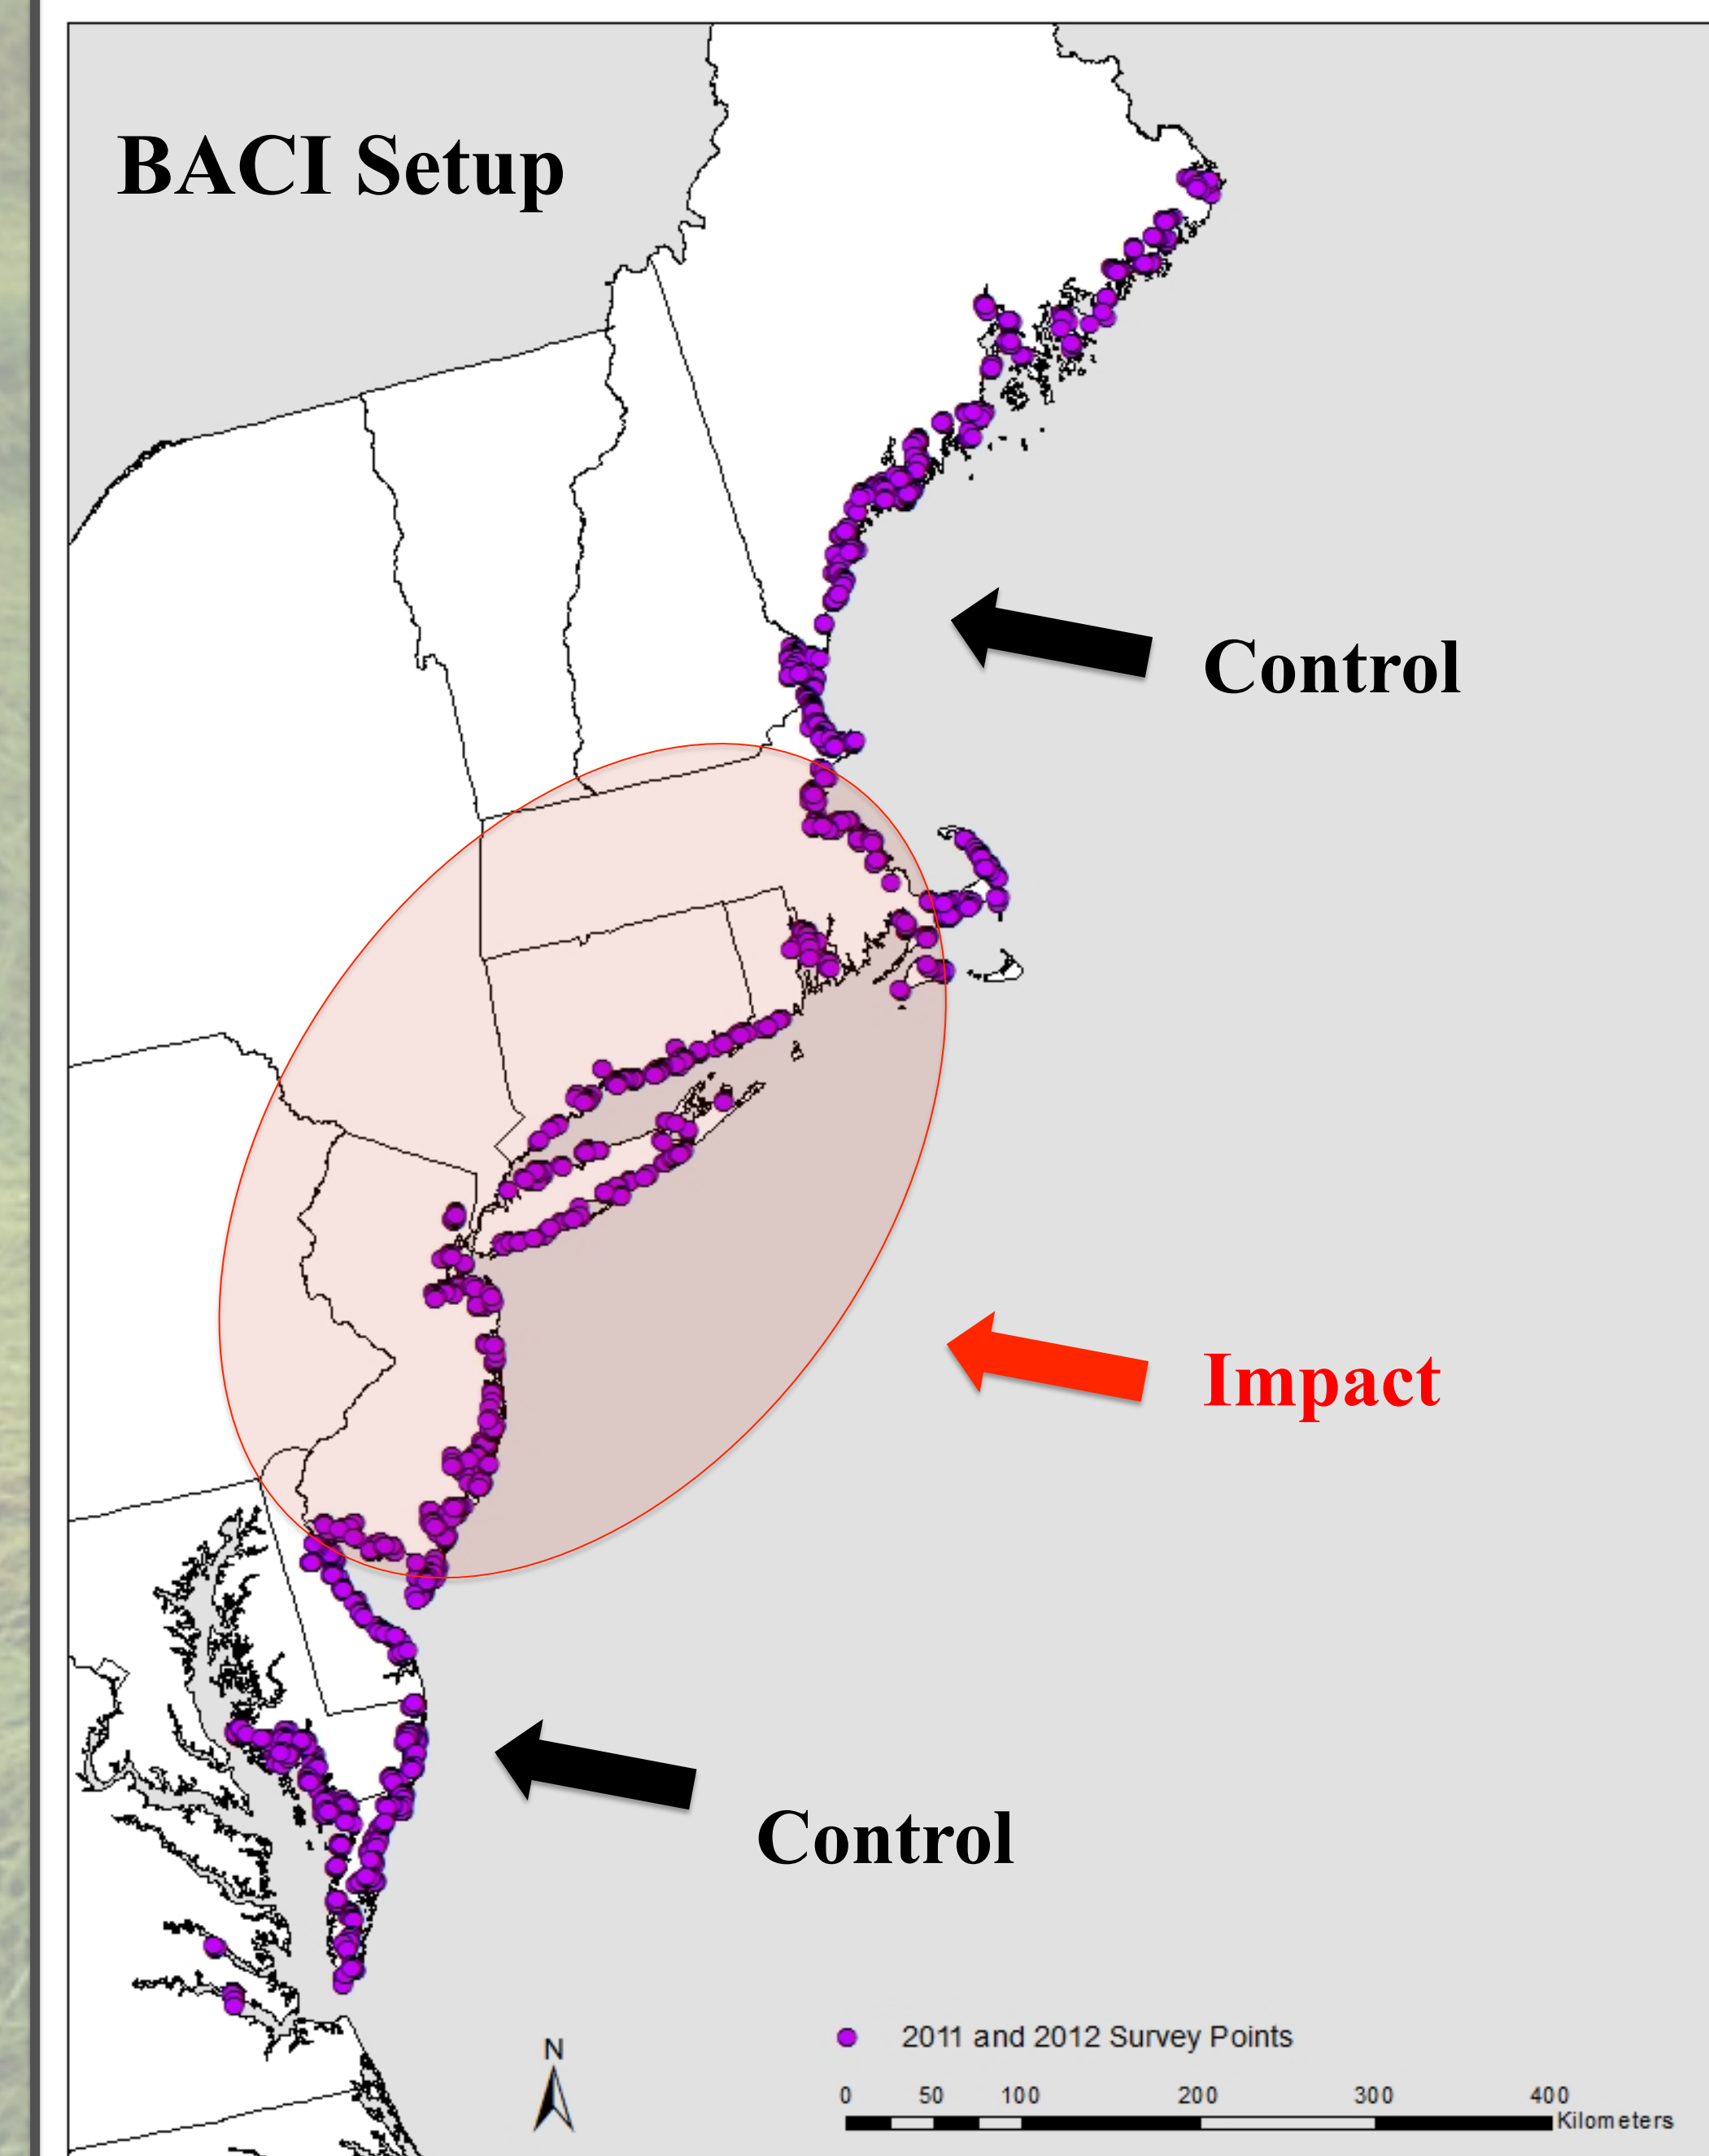 BACI Setup
Control
Impact
Control
N
2011 and 2012 Survey Points
0 50 100 200 300 400
Kilometers